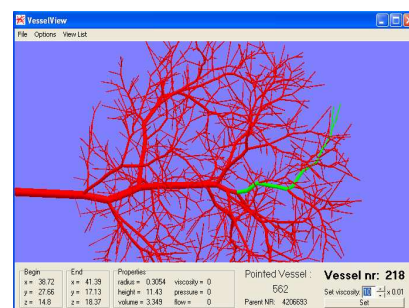 VesselView
File Options View List
Begin
x = 38.72
y = 27.66
z = 14.8
End
x = 41.39
y = 17.13
z = 18.37
Properties
radius = 0.3054 viscosity = 0
height = 11.43 pressure = 0
volume = 3.349 flow = 0
Pointed Vessel :
562
Parent NR: 4206693
Vessel nr: 218
Set viscosity: 10 x 0.01
Set